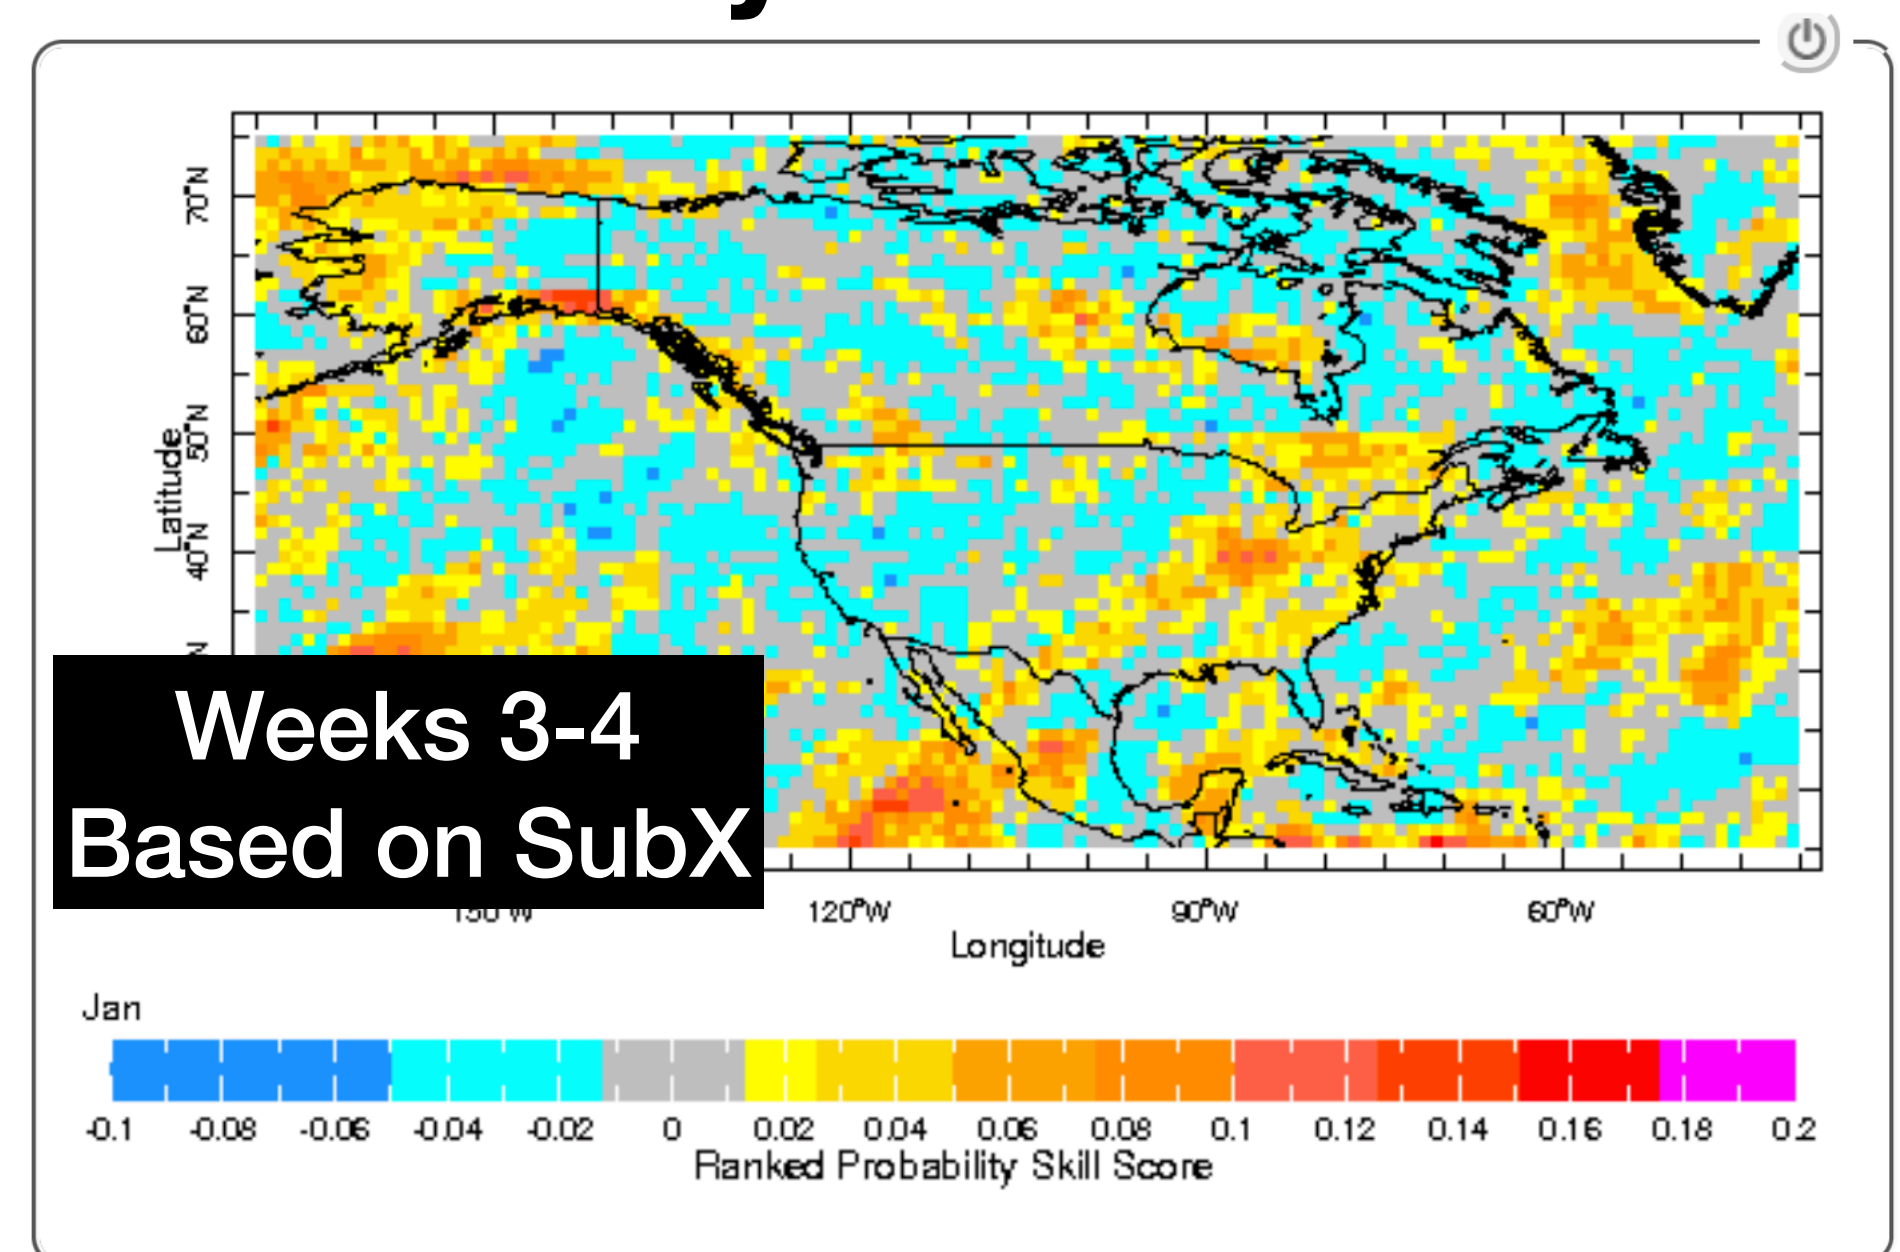 70°N
60°N
50°N
40°N
Latitude
Weeks 3-4
Based on SubX
120°W
90°W
60°W
Longitude
Jan
-0.1 -0.08 -0.06 -0.04 -0.02 0 0.02 0.04 0.06 0.08 0.1 0.12 0.14 0.16 0.18 0.2
Ranked Probability Skill Score